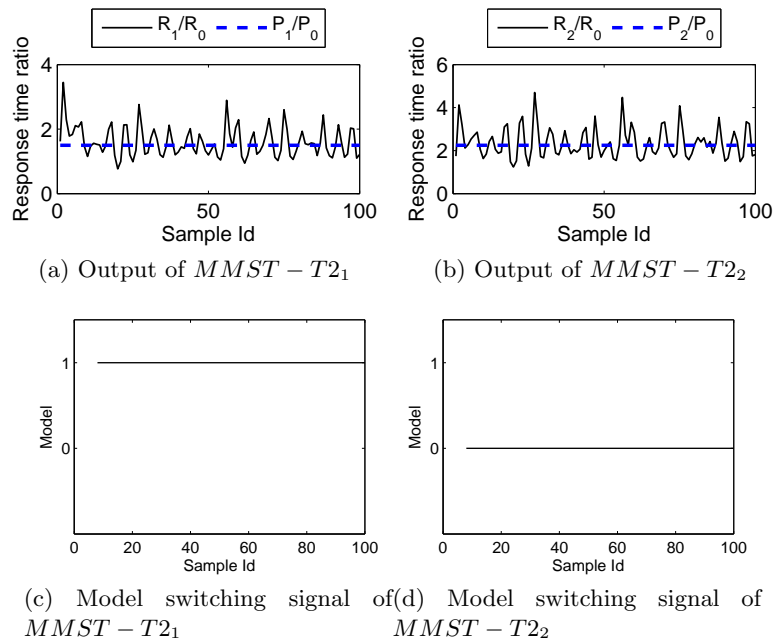 R₁/R₀ P₁/P₀
Response time ratio
4
2
0
0 50 100
Sample Id
(a) Output of MMST − T2₁
R₂/R₀ P₂/P₀
Response time ratio
6
4
2
0
0 50 100
Sample Id
(b) Output of MMST − T2₂
Model
1
0
0 20 40 60 80 100
Sample Id
(c) Model switching signal of
MMST − T2₁
Model
1
0
0 20 40 60 80 100
Sample Id
(d) Model switching signal of
MMST − T2₂